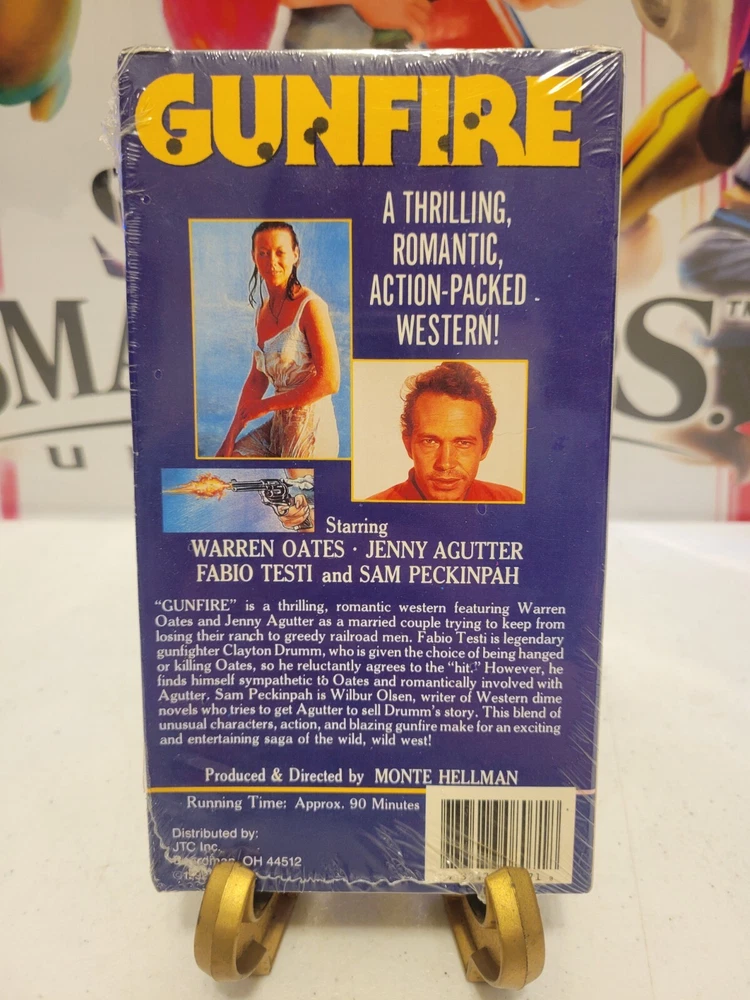 GUNFIRE
A THRILLING,
ROMANTIC,
ACTION-PACKED
WESTERN!
Starring
WARREN OATES · JENNY AGUTTER
FABIO TESTI and SAM PECKINPAH
"GUNFIRE" is a thrilling, romantic western featuring Warren
Oates and Jenny Agutter as a married couple trying to keep from
losing their ranch to greedy railroad men. Fabio Testi is legendary
gunfighter Clayton Drumm, who is given the choice of being hanged
or killing Oates, so he reluctantly agrees to the "hit." However, he
finds himself sympathetic to Oates and romantically involved with
Agutter. Sam Peckinpah is Wilbur Olsen, writer of Western dime
novels who tries to get Agutter to sell Drumm's story. This blend of
unusual characters, action, and blazing gunfire make for an exciting
and entertaining saga of the wild, wild west!
Produced & Directed by MONTE HELLMAN
Running Time: Approx. 90 Minutes
Distributed by:
JTC Inc.
Boardman, OH 44512